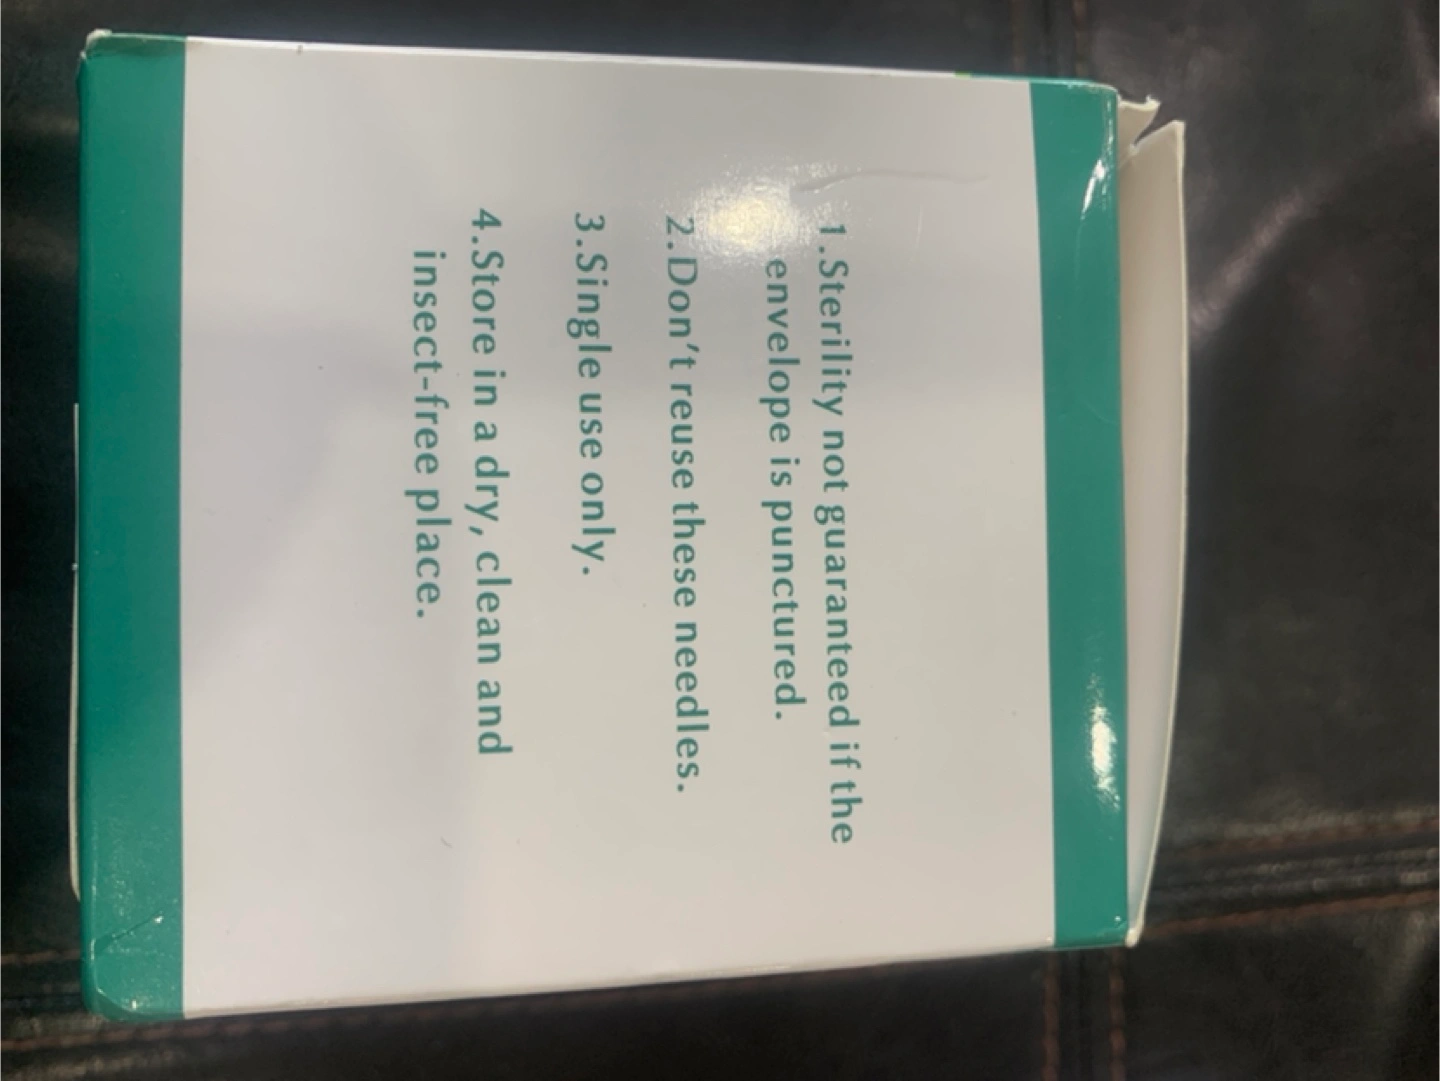 1.Sterility not guaranteed if the
envelope is punctured.
2.Don't reuse these needles.
3.Single use only.
4.Store in a dry, clean and
insect-free place.